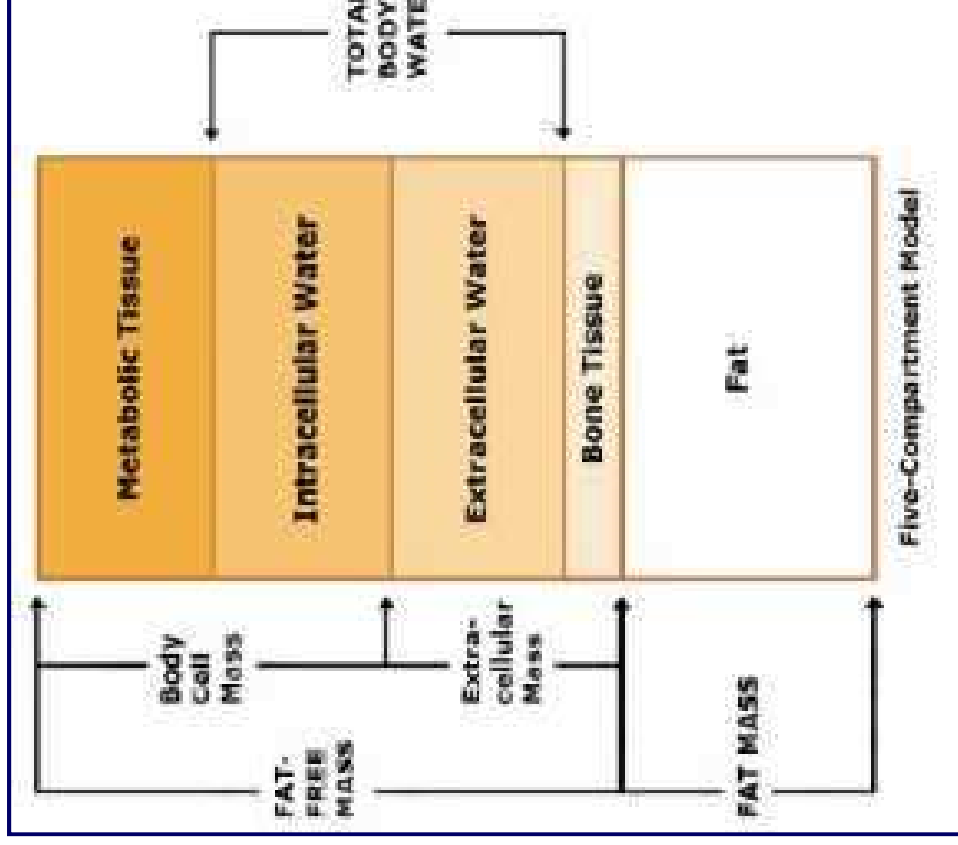 TOTAL
BODY
WATER
Metabolic Tissue
Intracellular Water
Extracellular Water
Bone Tissue
Fat
Body
Cell
Mass
Extra-
cellular
Mass
FAT-
FREE
MASS
FAT MASS
Five-Compartment Model